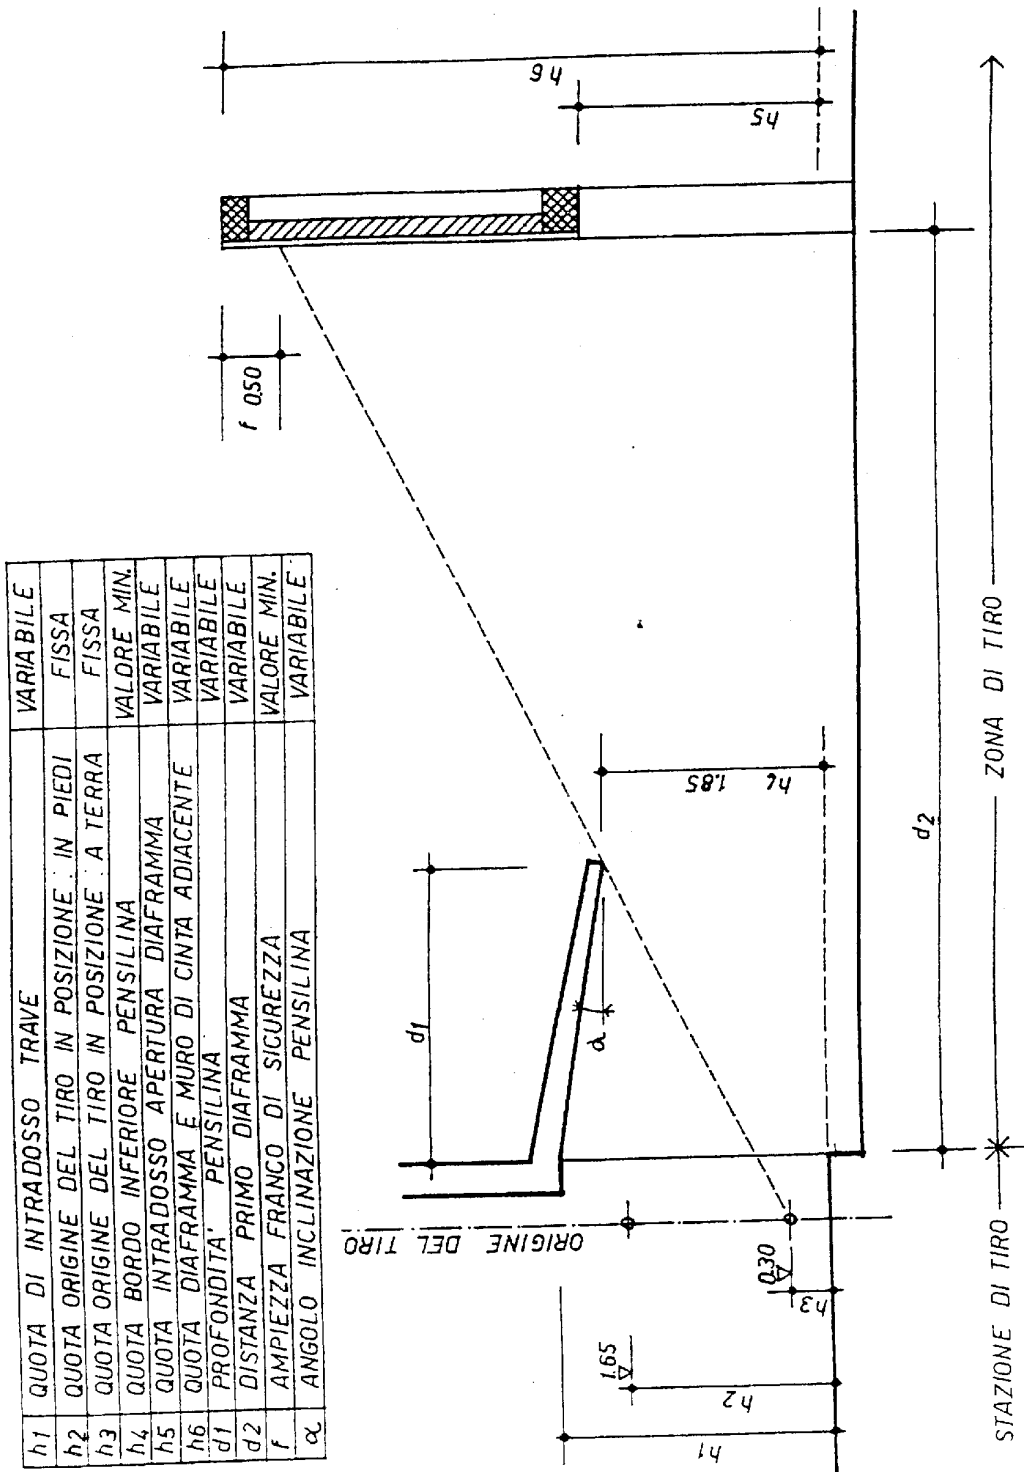 h1 QUOTA DI INTRADOSSO TRAVE VARIABILE
h2 QUOTA ORIGINE DEL TIRO IN POSIZIONE: IN PIEDI FISSA
h3 QUOTA ORIGINE DEL TIRO IN POSIZIONE: A TERRA FISSA
h4 QUOTA BORDO INFERIORE PENSILINA VALORE MIN.
h5 QUOTA INTRADOSSO APERTURA DIAFRAMMA VARIABILE
h6 QUOTA DIAFRAMMA E MURO DI CINTA ADIACENTE VARIABILE
d1 PROFONDITA' PENSILINA VARIABILE
d2 DISTANZA PRIMO DIAFRAMMA VARIABILE
f AMPIEZZA FRANCO DI SICUREZZA VALORE MIN.
α ANGOLO INCLINAZIONE PENSILINA VARIABILE
f 0.50
h6
h5
d1
α
h4 1.85
d2
ORIGINE DEL TIRO
1.65
0.30
h3
h2
h1
STAZIONE DI TIRO
ZONA DI TIRO